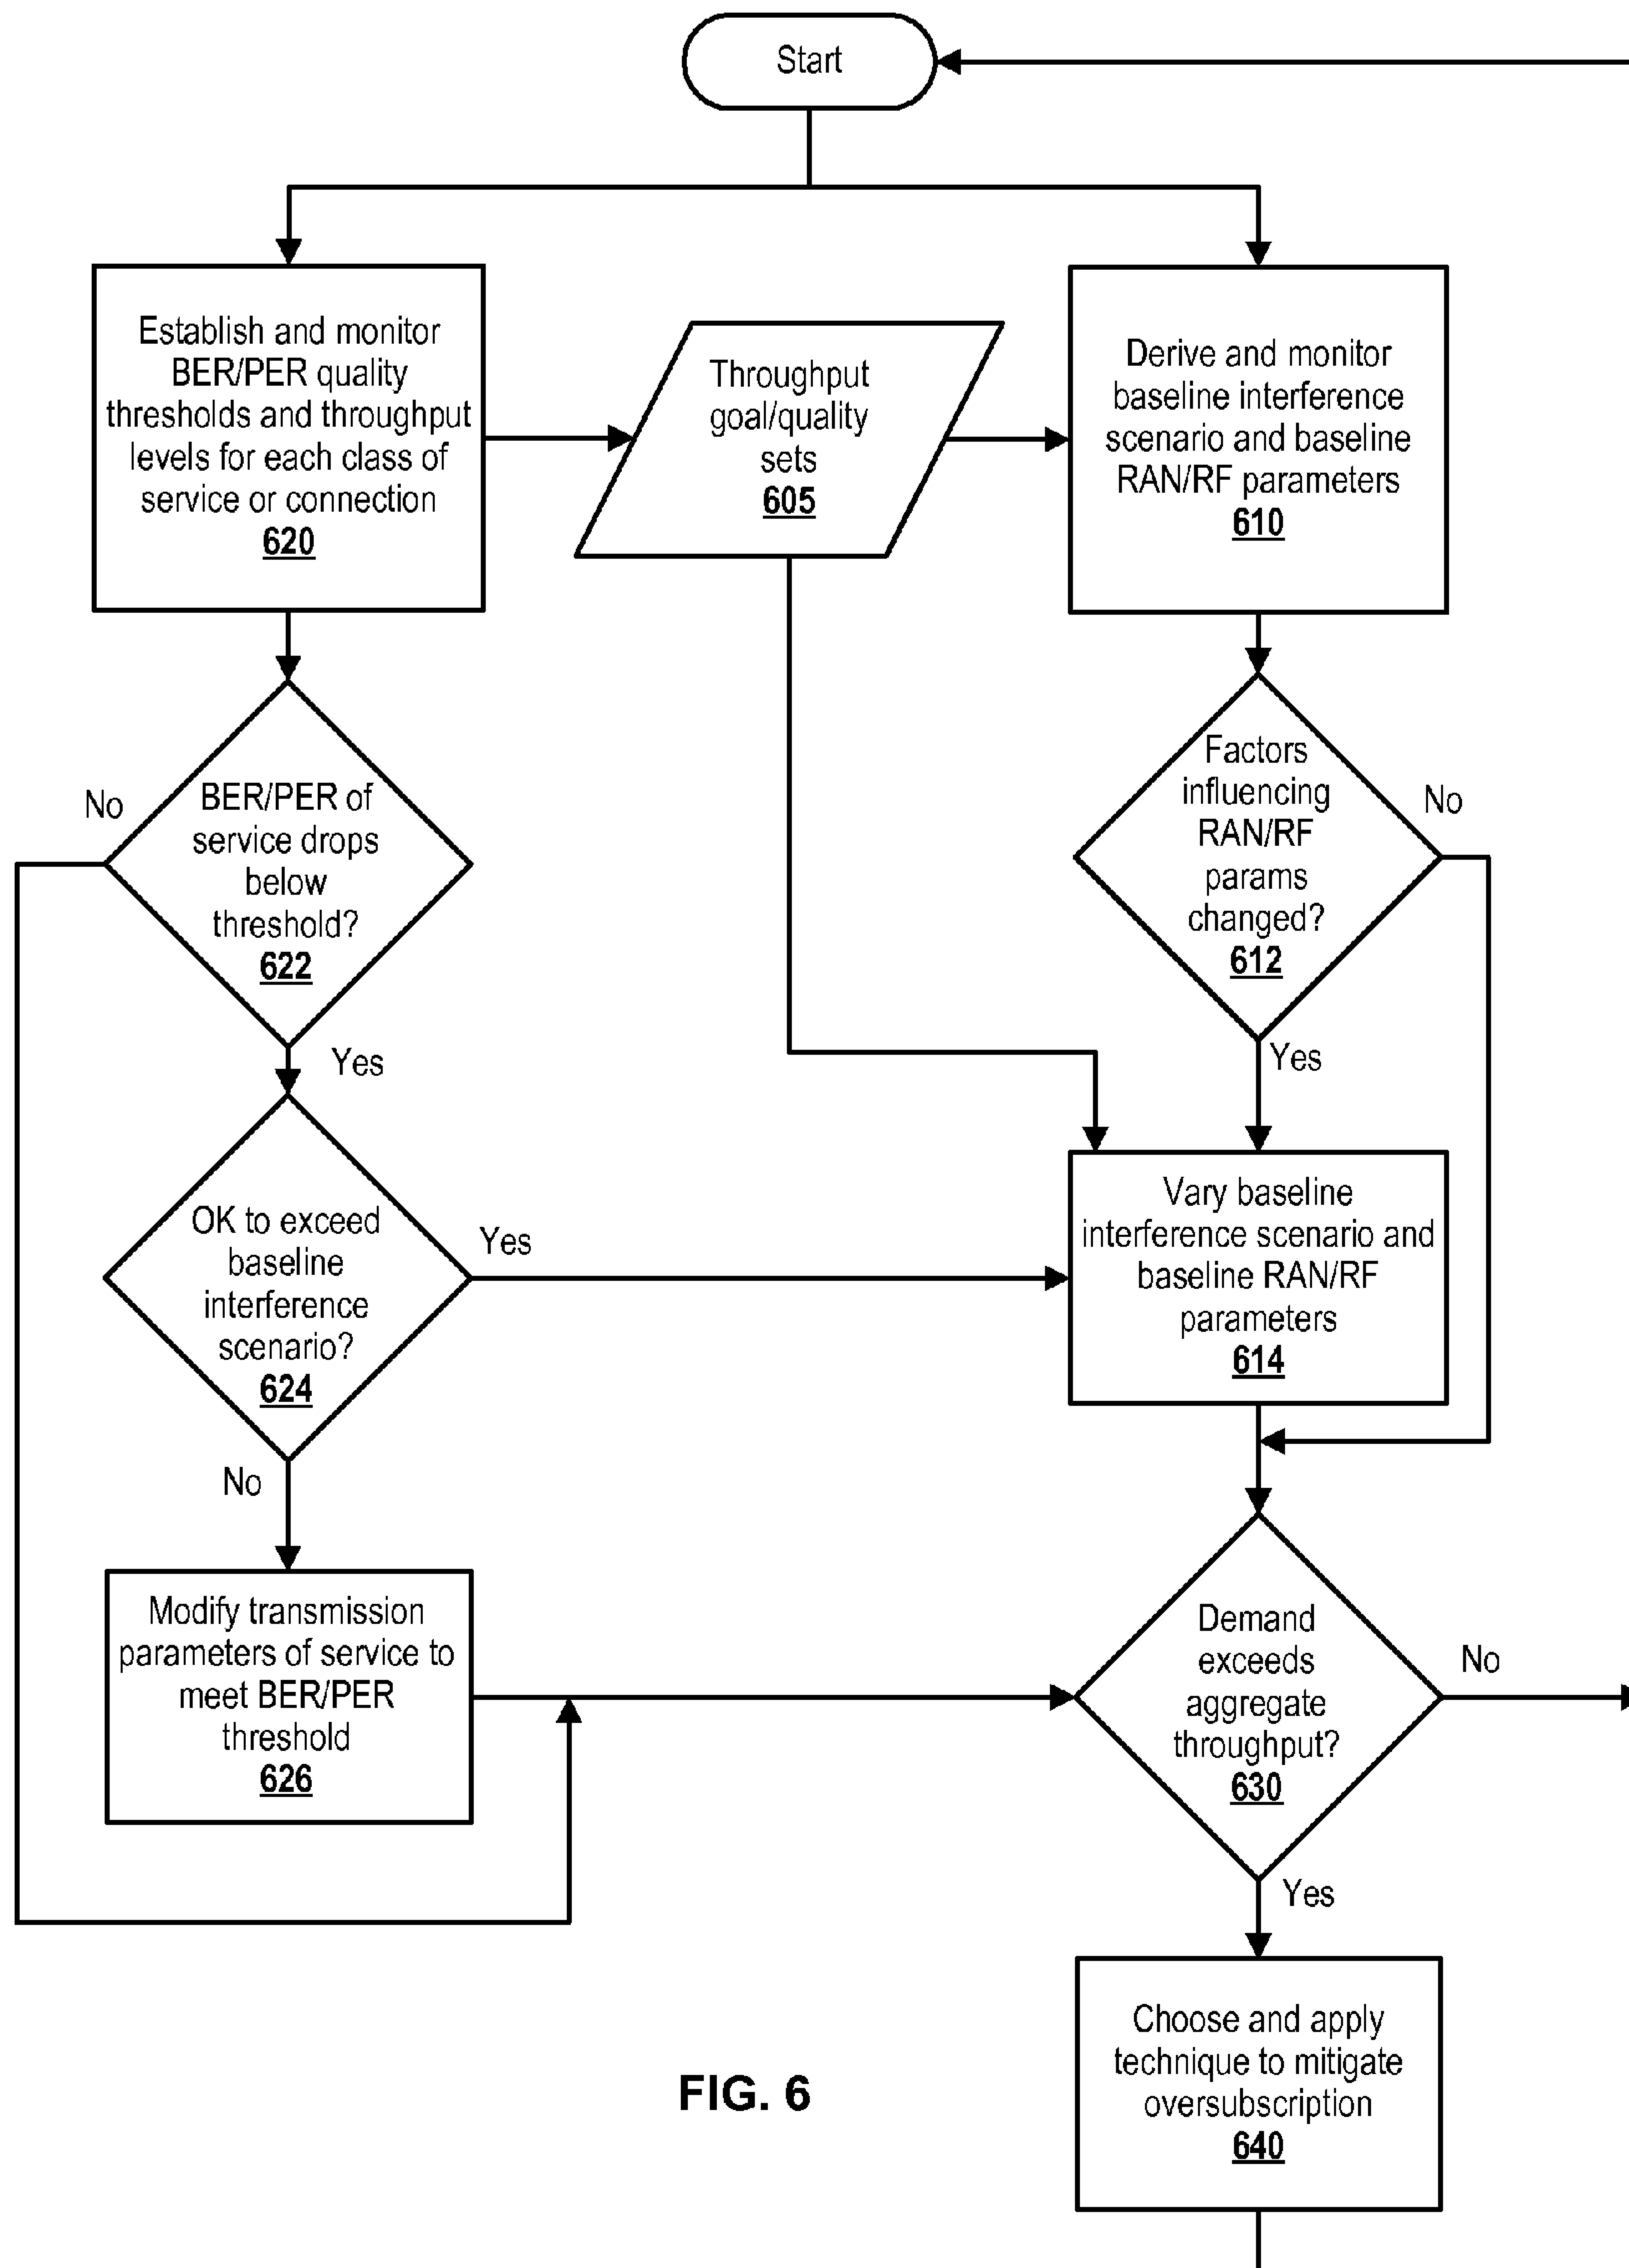 Start
Establish and monitor
BER/PER quality
thresholds and throughput
levels for each class of
service or connection
620
Throughput
goal/quality
sets
605
Derive and monitor
baseline interference
scenario and baseline
RAN/RF parameters
610
No
BER/PER of
service drops
below
threshold?
622
Yes
Factors
influencing
RAN/RF
params
changed?
612
No
Yes
OK to exceed
baseline
interference
scenario?
624
Yes
No
Vary baseline
interference scenario and
baseline RAN/RF
parameters
614
Modify transmission
parameters of service to
meet BER/PER
threshold
626
Demand
exceeds
aggregate
throughput?
630
No
Yes
Choose and apply
technique to mitigate
oversubscription
640
FIG. 6